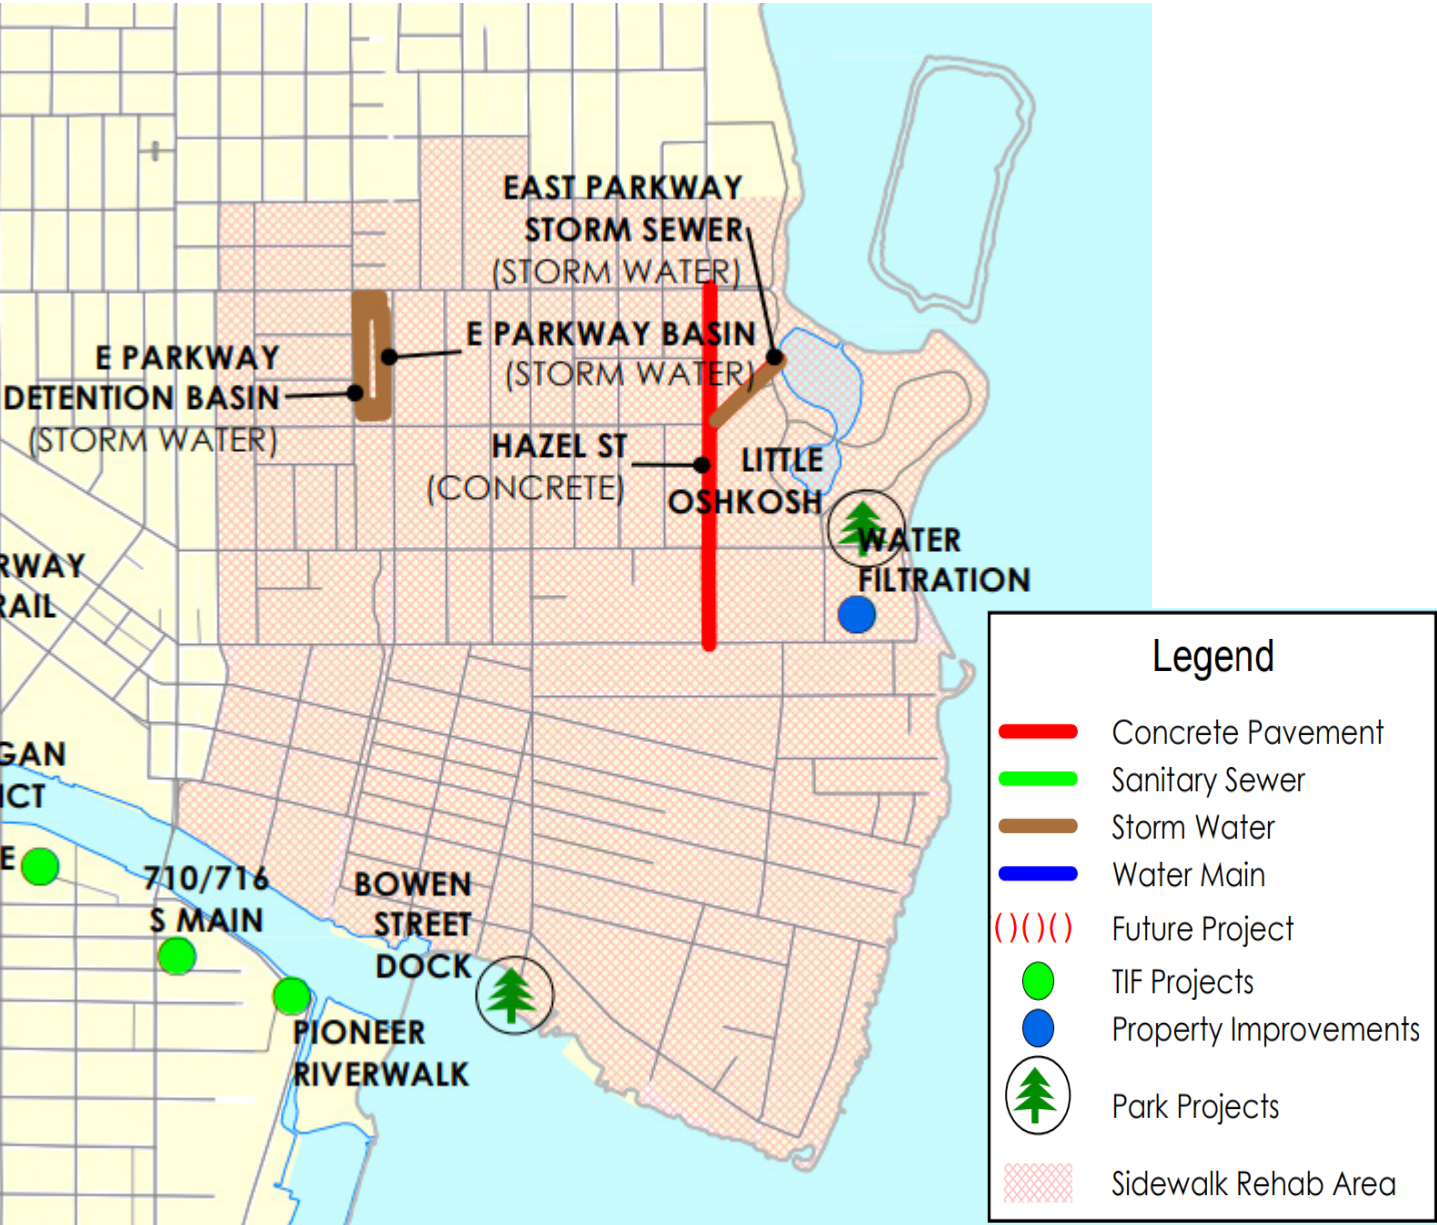 EAST PARKWAY
STORM SEWER
(STORM WATER)
E PARKWAY BASIN
(STORM WATER)
E PARKWAY
DETENTION BASIN
(STORM WATER)
HAZEL ST
(CONCRETE)
LITTLE
OSHKOSH
WATER
FILTRATION
RWAY
RAIL
GAN
ICT
E
710/716
S MAIN
BOWEN
STREET
DOCK
PIONEER
RIVERWALK
Legend
Concrete Pavement
Sanitary Sewer
Storm Water
Water Main
()()() Future Project
TIF Projects
Property Improvements
Park Projects
Sidewalk Rehab Area